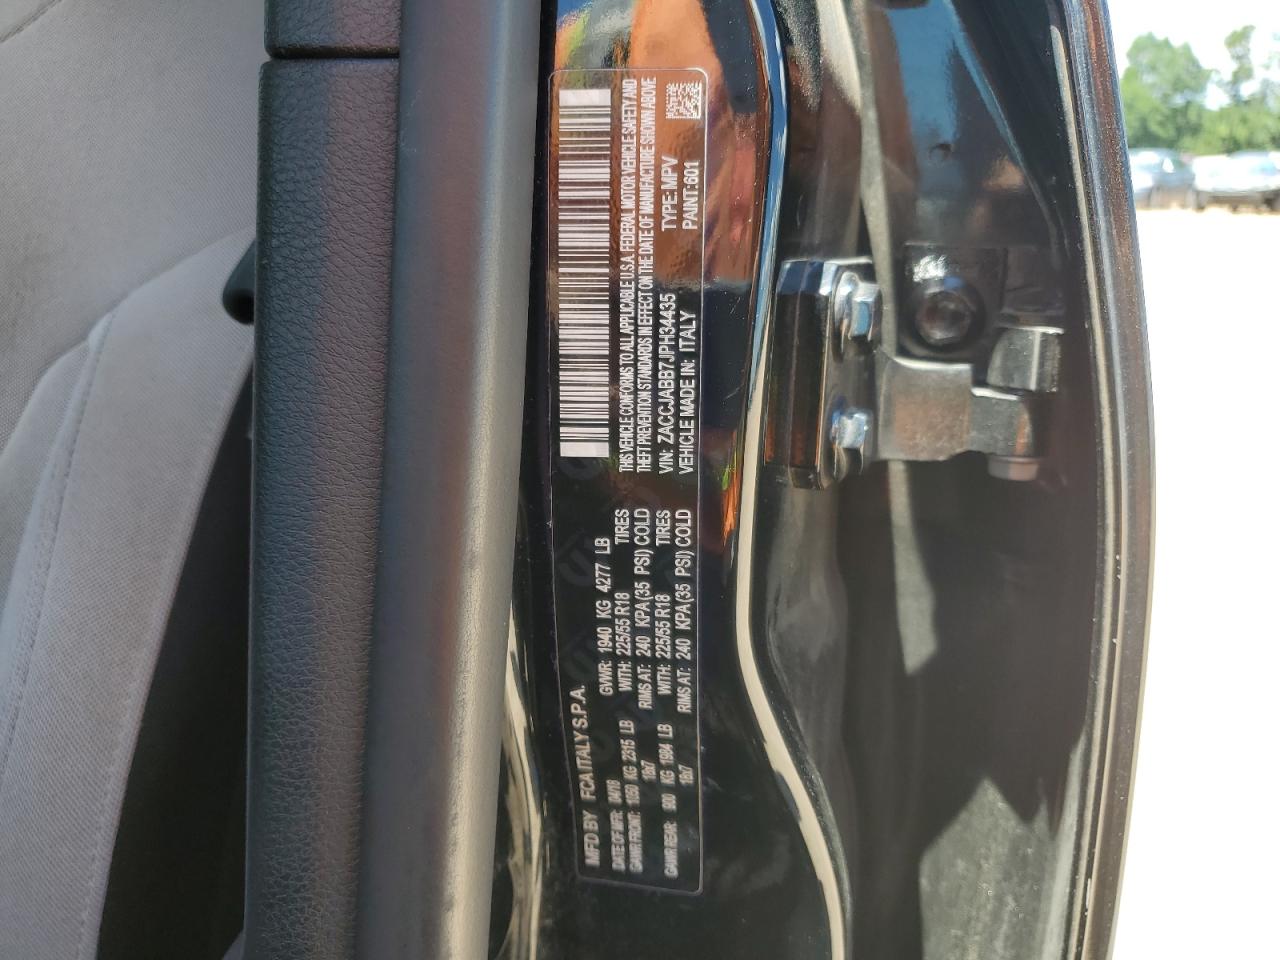 MFD BY FCA ITALY S.P.A.
DATE OF MFR: 04/18 GVWR: 1940 KG 4277 LB
GAWR FRONT: 1050 KG 2315 LB WITH: 225/55 R18 TIRES
18x7 RIMS AT: 240 KPA (35 PSI) COLD
GAWR REAR: 900 KG 1984 LB WITH: 225/55 R18 TIRES
18x7 RIMS AT: 240 KPA (35 PSI) COLD
THIS VEHICLE CONFORMS TO ALL APPLICABLE U.S.A. FEDERAL MOTOR VEHICLE SAFETY AND
THEFT PREVENTION STANDARDS IN EFFECT ON THE DATE OF MANUFACTURE SHOWN ABOVE
VIN: ZACCJABB7JPH34435 TYPE: MPV
VEHICLE MADE IN: ITALY PAINT: 601